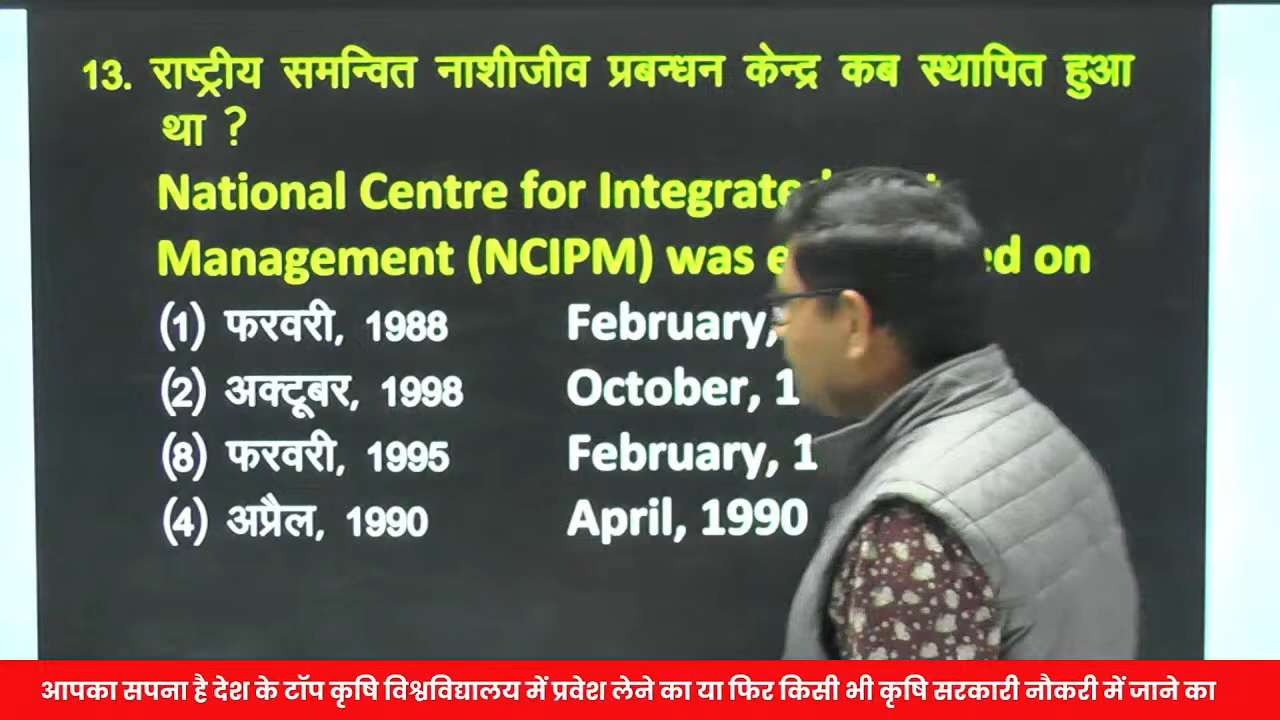 13. राष्ट्रीय समन्वित नाशीजीव प्रबन्धन केन्द्र कब स्थापित हुआ
था ?
National Centre for Integrated
Management (NCIPM) was on
(1) फरवरी, 1988 February,
(2) अक्टूबर, 1998 October, 1
(8) फरवरी, 1995 February, 1
(4) अप्रैल, 1990 April, 1990
आपका सपना है देश के टॉप कृषि विश्वविद्यालय में प्रवेश लेने का या फिर किसी भी कृषि सरकारी नौकरी में जाने का